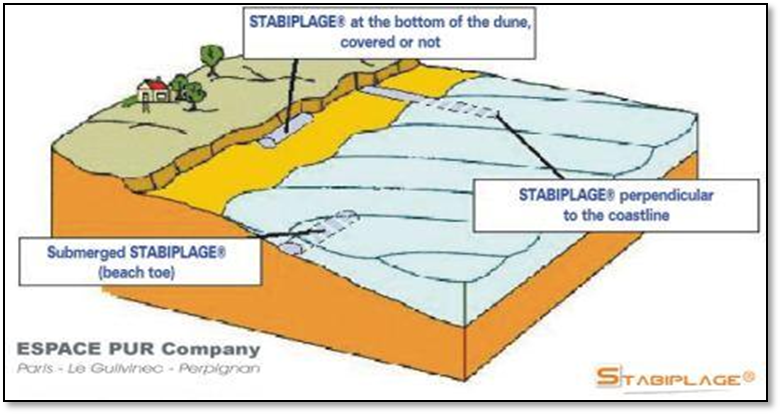 STABIPLAGE® at the bottom of the dune,
covered or not
STABIPLAGE® perpendicular
to the coastline
Submerged STABIPLAGE®
(beach toe)
ESPACE PUR Company
Paris - Le Guilvinec - Perpignan
STABIPLAGE®